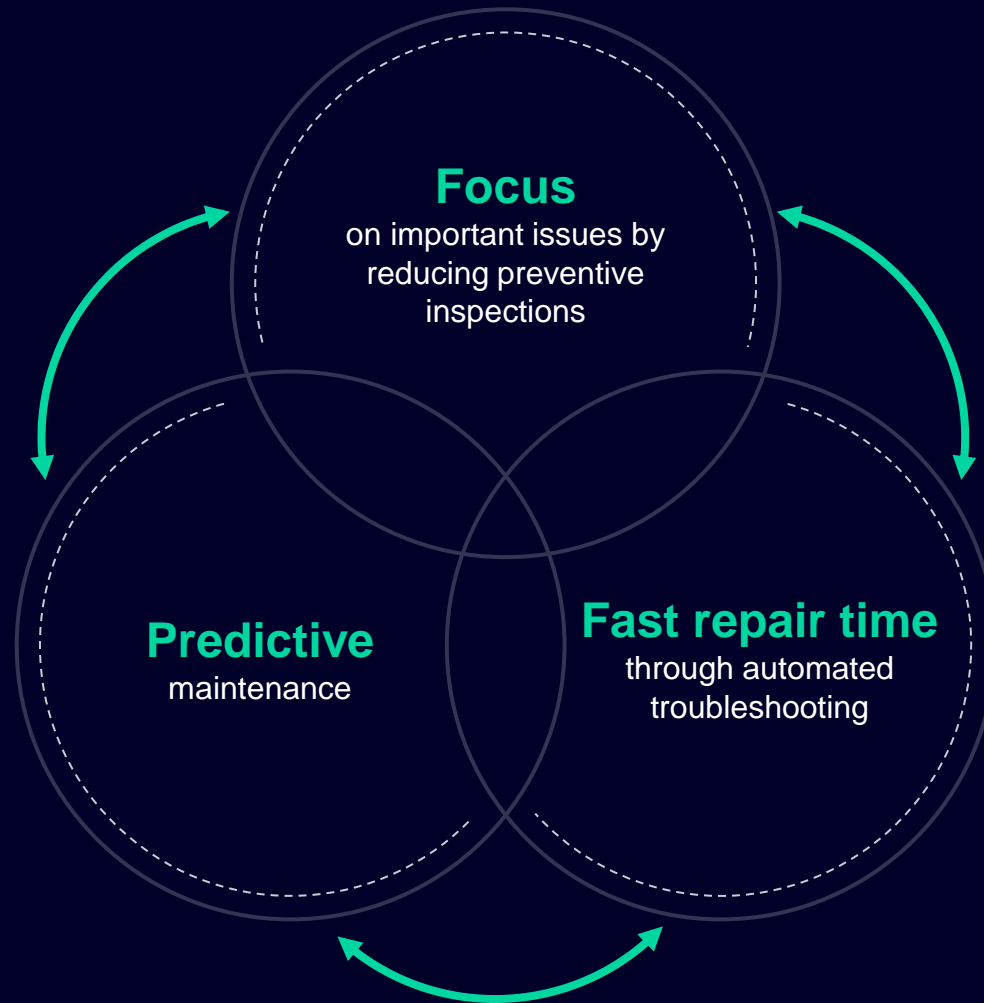 Focus
on important issues by
reducing preventive
inspections
Predictive
maintenance
Fast repair time
through automated
troubleshooting